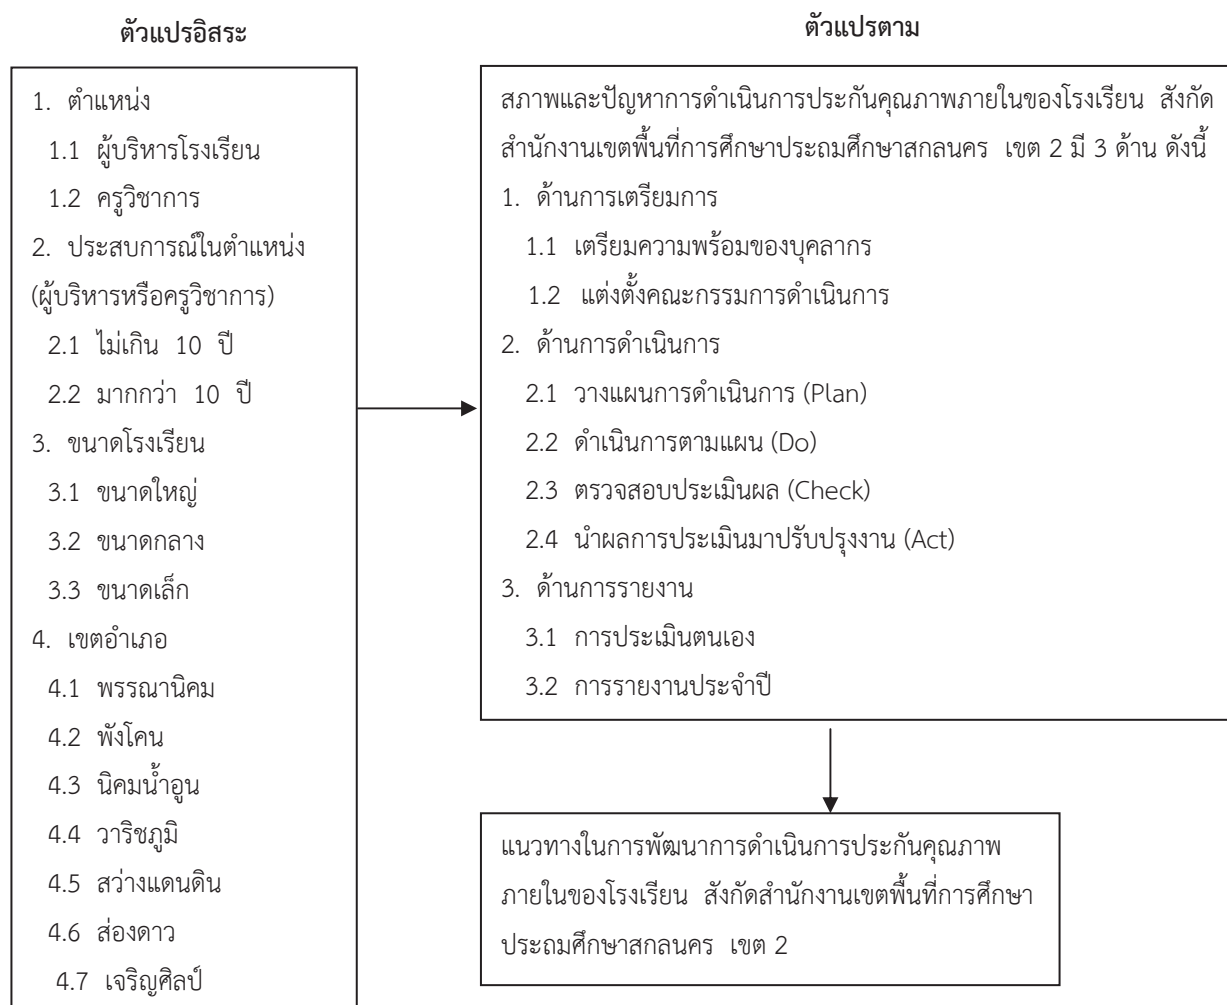 ตัวแปรอิสระ
1. ตำแหน่ง
1.1 ผู้บริหารโรงเรียน
1.2 ครูวิชาการ
2. ประสบการณ์ในตำแหน่ง
(ผู้บริหารหรือครูวิชาการ)
2.1 ไม่เกิน 10 ปี
2.2 มากกว่า 10 ปี
3. ขนาดโรงเรียน
3.1 ขนาดใหญ่
3.2 ขนาดกลาง
3.3 ขนาดเล็ก
4. เขตอำเภอ
4.1 พรรณานิคม
4.2 พังโคน
4.3 นิคมน้ำอูน
4.4 วาริชภูมิ
4.5 สว่างแดนดิน
4.6 ส่องดาว
4.7 เจริญศิลป์
ตัวแปรตาม
สภาพและปัญหาการดำเนินการประกันคุณภาพภายในของโรงเรียน สังกัด
สำนักงานเขตพื้นที่การศึกษาประถมศึกษาสกลนคร เขต 2 มี 3 ด้าน ดังนี้
1. ด้านการเตรียมการ
1.1 เตรียมความพร้อมของบุคลากร
1.2 แต่งตั้งคณะกรรมการดำเนินการ
2. ด้านการดำเนินการ
2.1 วางแผนการดำเนินการ (Plan)
2.2 ดำเนินการตามแผน (Do)
2.3 ตรวจสอบประเมินผล (Check)
2.4 นำผลการประเมินมาปรับปรุงงาน (Act)
3. ด้านการรายงาน
3.1 การประเมินตนเอง
3.2 การรายงานประจำปี
แนวทางในการพัฒนาการดำเนินการประกันคุณภาพ
ภายในของโรงเรียน สังกัดสำนักงานเขตพื้นที่การศึกษา
ประถมศึกษาสกลนคร เขต 2